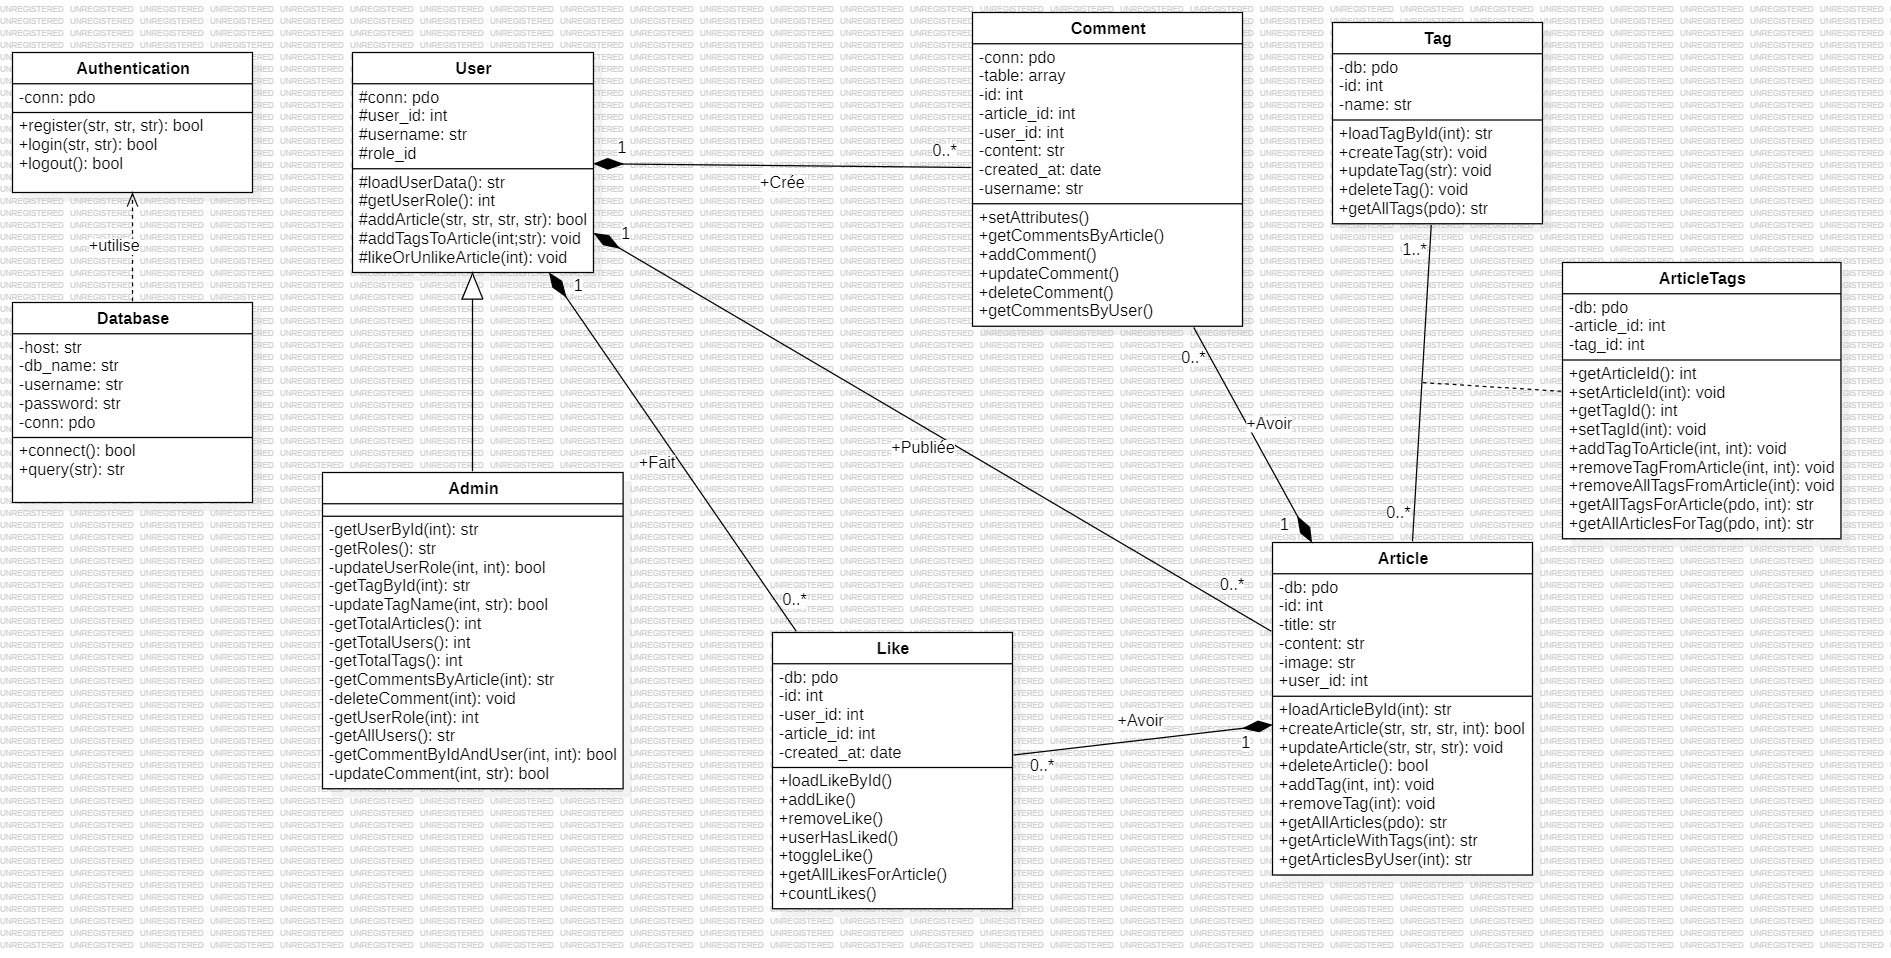 Authentication
-conn: pdo
+register(str, str, str): bool
+login(str, str): bool
+logout(): bool
+utilise
Database
-host: str
-db_name: str
-username: str
-password: str
-conn: pdo
+connect(): bool
+query(str): str
User
#conn: pdo
#user_id: int
#username: str
#role_id
#loadUserData(): str
#getUserRole(): int
#addArticle(str, str, str, str): bool
#addTagsToArticle(int;str): void
#likeOrUnlikeArticle(int): void
1
+Crée
0..*
1
+Publiée
0..*
1
+Fait
0..*
Admin
-getUserById(int): str
-getRoles(): str
-updateUserRole(int, int): bool
-getTagById(int): str
-updateTagName(int, str): bool
-getTotalArticles(): int
-getTotalUsers(): int
-getTotalTags(): int
-getCommentsByArticle(int): str
-deleteComment(int): void
-getUserRole(int): int
-getAllUsers(): str
-getCommentByIdAndUser(int, int): bool
-updateComment(int, str): bool
Comment
-conn: pdo
-table: array
-id: int
-article_id: int
-user_id: int
-content: str
-created_at: date
-username: str
+setAttributes()
+getCommentsByArticle()
+addComment()
+updateComment()
+deleteComment()
+getCommentsByUser()
0..*
+Avoir
1
Like
-db: pdo
-id: int
-user_id: int
-article_id: int
-created_at: date
+loadLikeById()
+addLike()
+removeLike()
+userHasLiked()
+toggleLike()
+getAllLikesForArticle()
+countLikes()
+Avoir
0..*
1
Tag
-db: pdo
-id: int
-name: str
+loadTagById(int): str
+createTag(str): void
+updateTag(str): void
+deleteTag(): void
+getAllTags(pdo): str
1..*
0..*
ArticleTags
-db: pdo
-article_id: int
-tag_id: int
+getArticleId(): int
+setArticleId(int): void
+getTagId(): int
+setTagId(int): void
+addTagToArticle(int, int): void
+removeTagFromArticle(int, int): void
+removeAllTagsFromArticle(int): void
+getAllTagsForArticle(pdo, int): str
+getAllArticlesForTag(pdo, int): str
Article
-db: pdo
-id: int
-title: str
-content: str
-image: str
+user_id: int
+loadArticleById(int): str
+createArticle(str, str, str, int): bool
+updateArticle(str, str, str): void
+deleteArticle(): bool
+addTag(int, int): void
+removeTag(int): void
+getAllArticles(pdo): str
+getArticleWithTags(int): str
+getArticlesByUser(int): str
UNREGISTERED